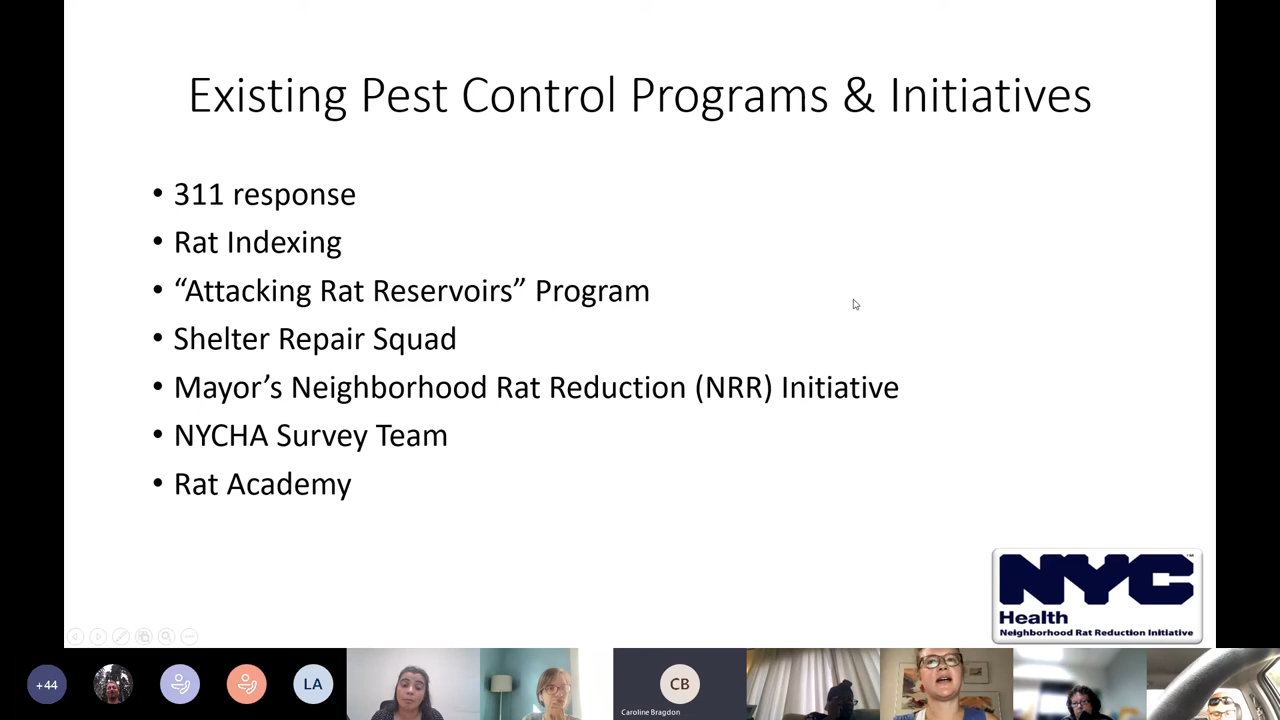 Existing Pest Control Programs & Initiatives
• 311 response
• Rat Indexing
• “Attacking Rat Reservoirs” Program
• Shelter Repair Squad
• Mayor’s Neighborhood Rat Reduction (NRR) Initiative
• NYCHA Survey Team
• Rat Academy
NYC™
Health
Neighborhood Rat Reduction Initiative
+44
LA
CB
Caroline Bragdon